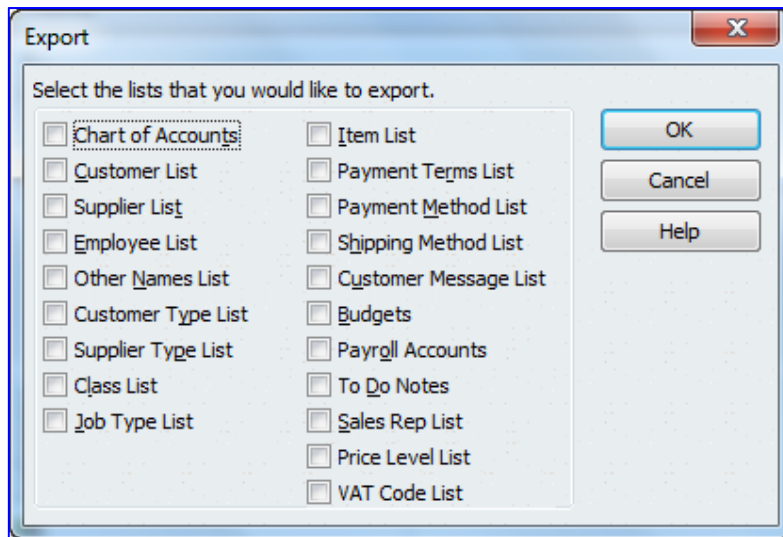 Export
Select the lists that you would like to export.
Chart of Accounts
Customer List
Supplier List
Employee List
Other Names List
Customer Type List
Supplier Type List
Class List
Job Type List
Item List
Payment Terms List
Payment Method List
Shipping Method List
Customer Message List
Budgets
Payroll Accounts
To Do Notes
Sales Rep List
Price Level List
VAT Code List
OK
Cancel
Help